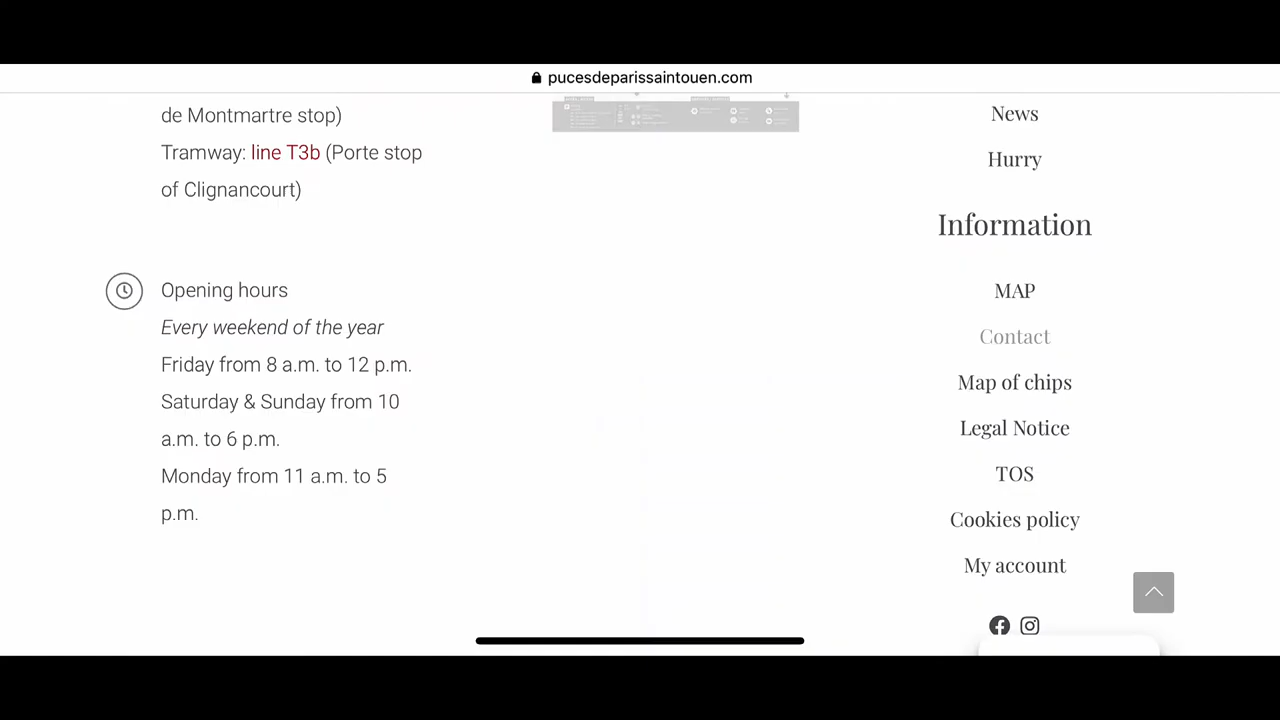 pucesdeparissaintouen.com
de Montmartre stop)
Tramway: line T3b (Porte stop
of Clignancourt)
Opening hours
Every weekend of the year
Friday from 8 a.m. to 12 p.m.
Saturday & Sunday from 10
a.m. to 6 p.m.
Monday from 11 a.m. to 5
p.m.
News
Hurry
Information
MAP
Contact
Map of chips
Legal Notice
TOS
Cookies policy
My account